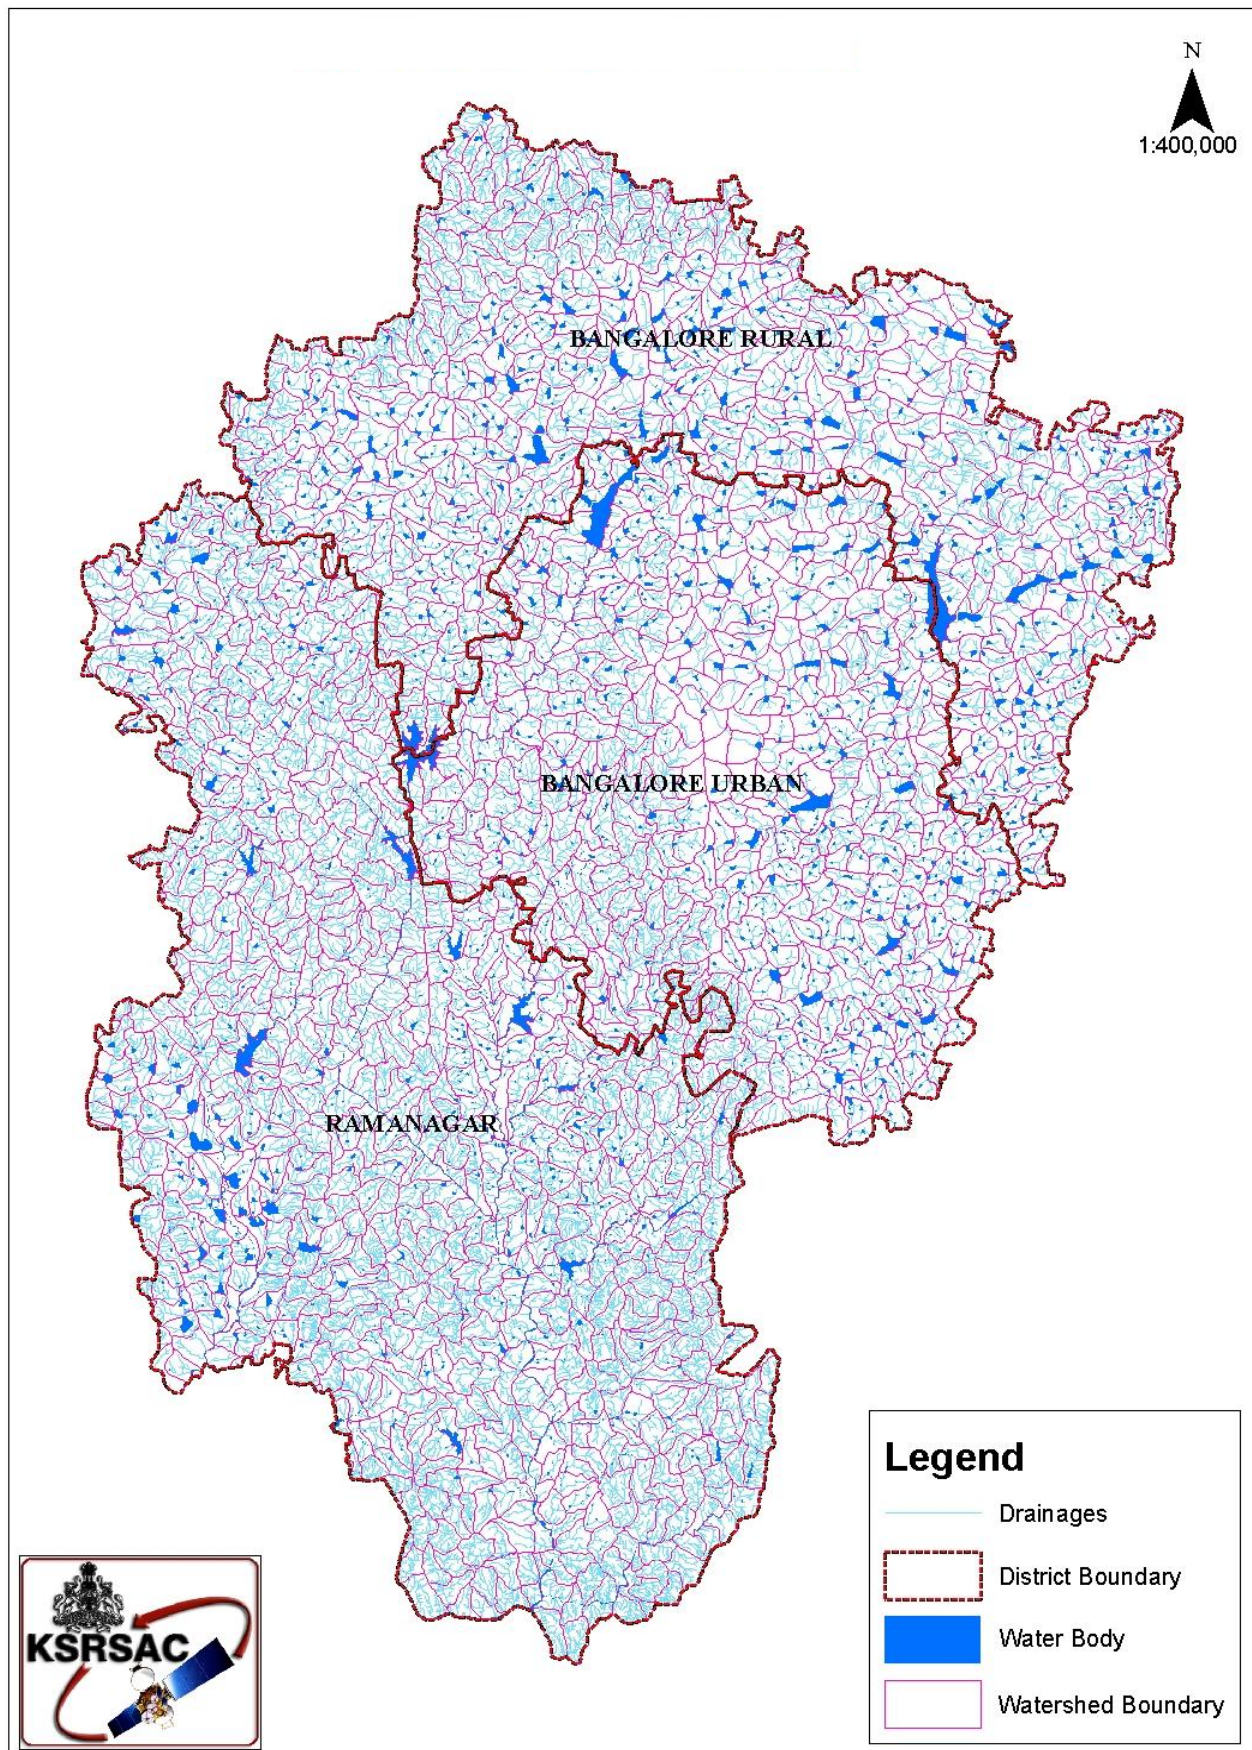 N
1:400,000
BANGALORE RURAL
BANGALORE URBAN
RAMANAGAR
Legend
Drainages
District Boundary
Water Body
Watershed Boundary
KSRSAC